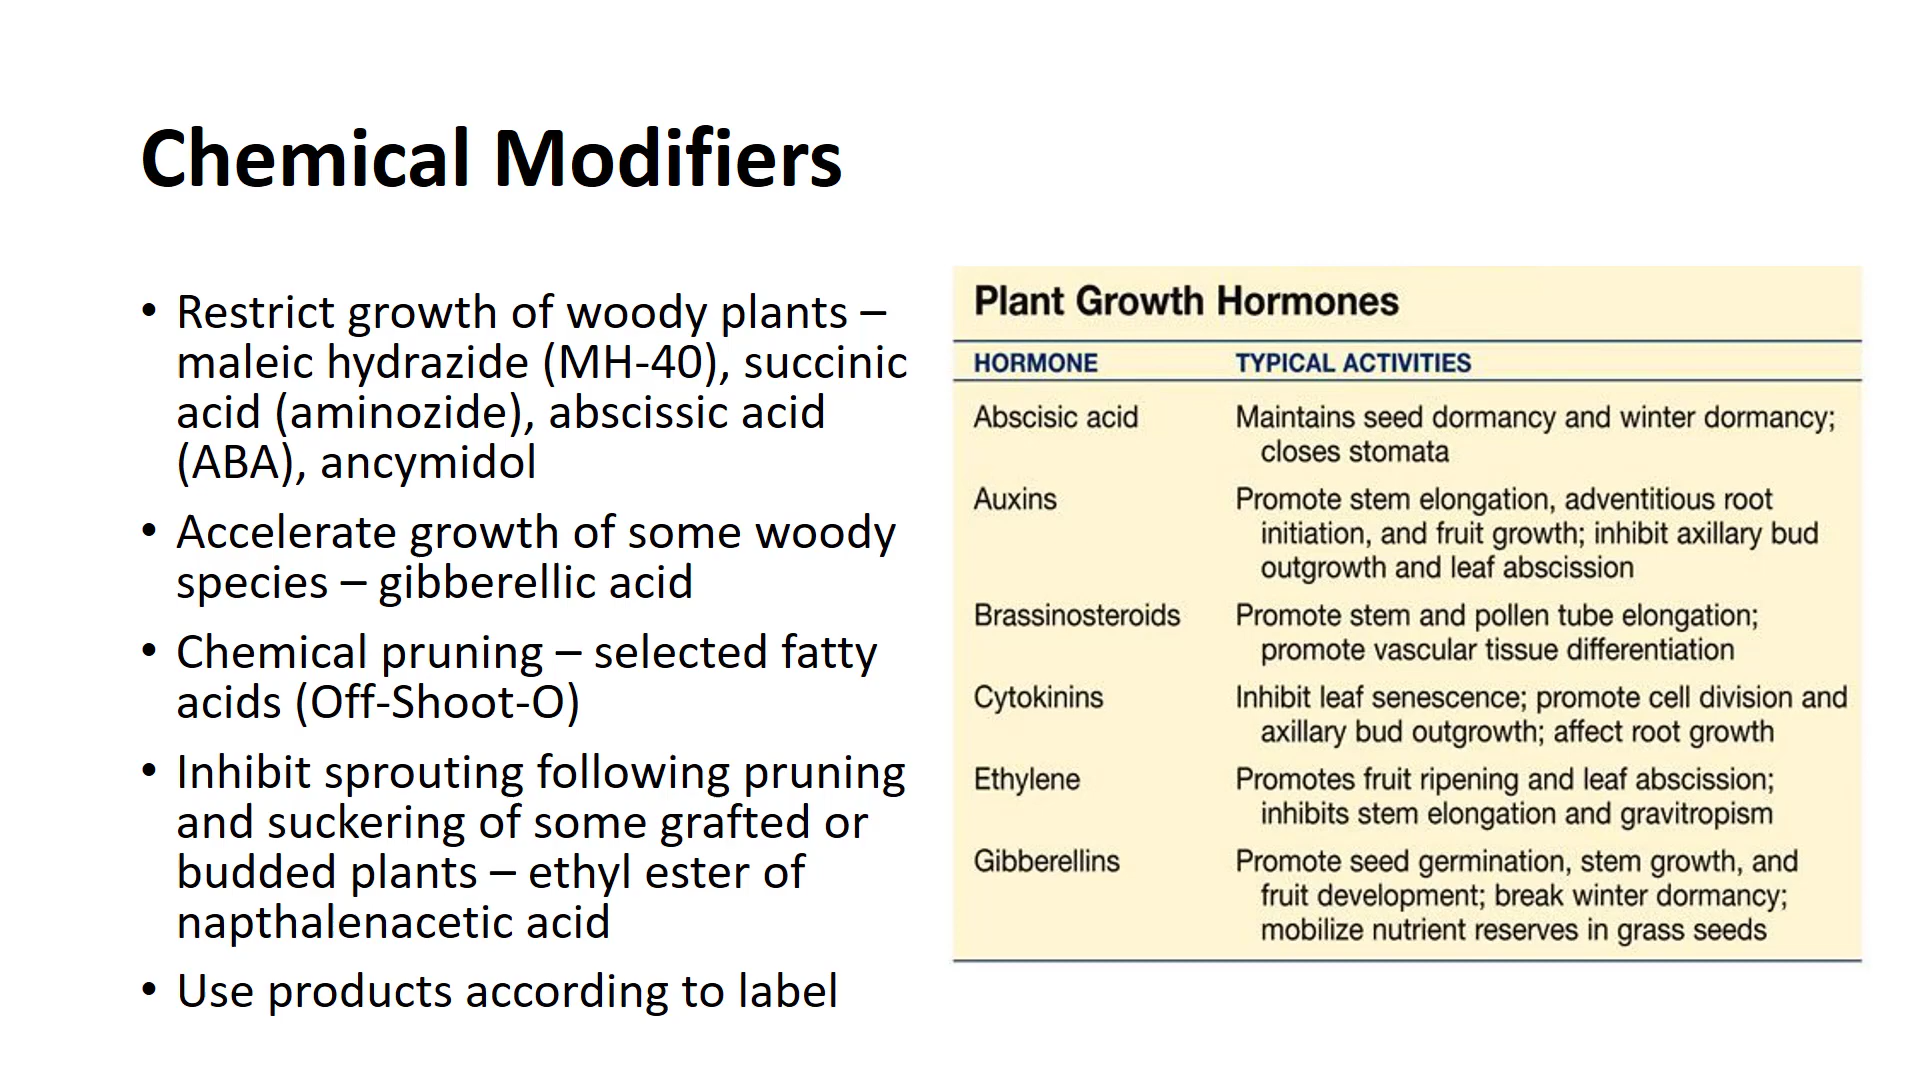 Chemical Modifiers
• Restrict growth of woody plants –
maleic hydrazide (MH-40), succinic
acid (aminozide), abscissic acid
(ABA), ancymidol
• Accelerate growth of some woody
species – gibberellic acid
• Chemical pruning – selected fatty
acids (Off-Shoot-O)
• Inhibit sprouting following pruning
and suckering of some grafted or
budded plants – ethyl ester of
napthalenacetic acid
• Use products according to label
Plant Growth Hormones
HORMONE TYPICAL ACTIVITIES
Abscisic acid Maintains seed dormancy and winter dormancy;
closes stomata
Auxins Promote stem elongation, adventitious root
initiation, and fruit growth; inhibit axillary bud
outgrowth and leaf abscission
Brassinosteroids Promote stem and pollen tube elongation;
promote vascular tissue differentiation
Cytokinins Inhibit leaf senescence; promote cell division and
axillary bud outgrowth; affect root growth
Ethylene Promotes fruit ripening and leaf abscission;
inhibits stem elongation and gravitropism
Gibberellins Promote seed germination, stem growth, and
fruit development; break winter dormancy;
mobilize nutrient reserves in grass seeds